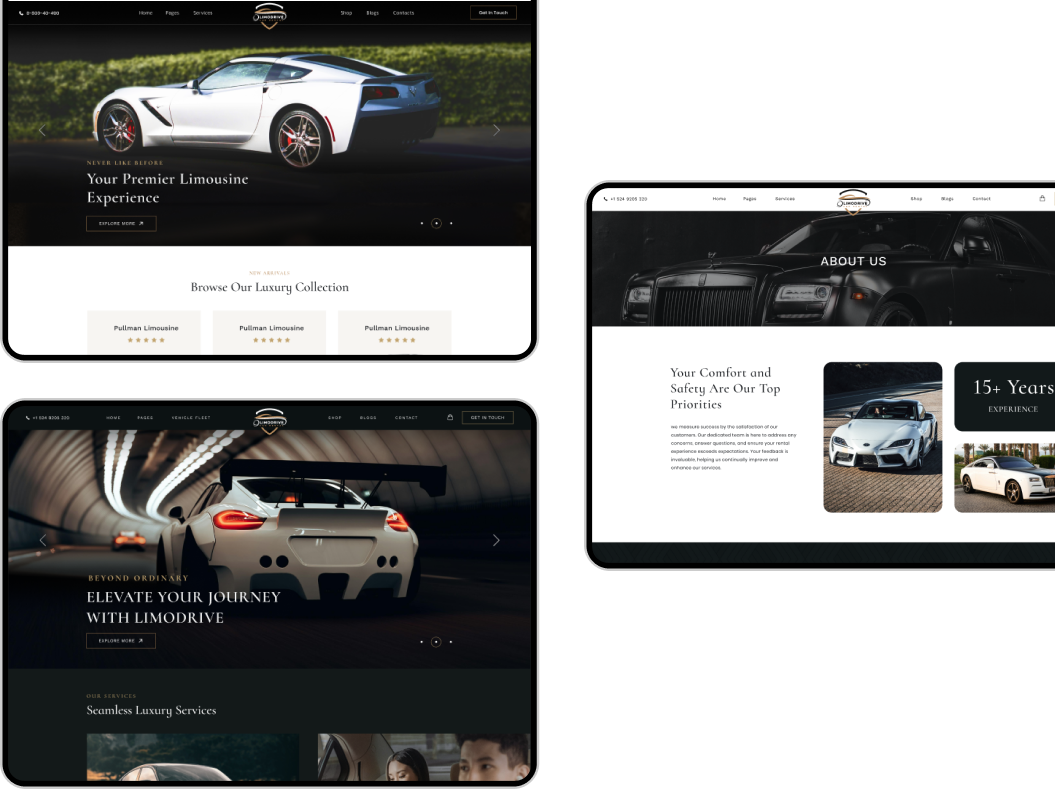 0-800-40-460
Home Pages Services
LIMODRIVE
Shop Blogs Contacts
Get In Touch
NEVER LIKE BEFORE
Your Premier Limousine
Experience
EXPLORE MORE
NEW ARRIVALS
Browse Our Luxury Collection
Pullman Limousine
Pullman Limousine
Pullman Limousine
+1 524 8205 220
HOME PAGES VEHICLE FLEET
LIMODRIVE
SHOP BLOGS CONTACT
GET IN TOUCH
BEYOND ORDINARY
ELEVATE YOUR JOURNEY
WITH LIMODRIVE
EXPLORE MORE
OUR SERVICES
Seamless Luxury Services
+1 524 8205 220
Home Pages Services
LIMODRIVE
Shop Blogs Contact
ABOUT US
Your Comfort and
Safety Are Our Top
Priorities
we measure success by the satisfaction of our
customers. Our dedicated team is here to address any
concerns, answer questions, and ensure your rental
experience exceeds expectations. Your feedback is
invaluable, helping us continually improve and
enhance our services.
15+ Years
EXPERIENCE